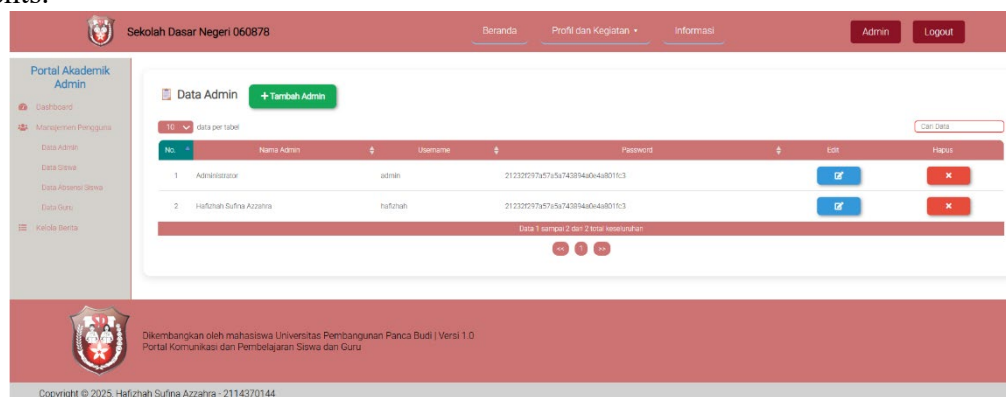 Sekolah Dasar Negeri 060878
Beranda
Profil dan Kegiatan
Informasi
Admin
Logout
Portal Akademik
Admin
Dashboard
Managemen Pengguna
Data Admin
Data Siswa
Data Absensi Siswa
Data Guru
Kelola Berita
Data Admin
+ Tambah Admin
10 data per tabel
Cari Data
No. Nama Admin Username Password Edit Hapus
1 Administrator admin 21232f297a57a5a743894a0e4a801fc3
2 Hafizhah Sufina Azzahra hafizhah 21232f297a57a5a743894a0e4a801fc3
Data 1 sampai 2 dari 2 total keseluruhan
<< 1 >>
Dikembangkan oleh mahasiswa Universitas Pembangunan Panca Budi | Versi 1.0
Portal Komunikasi dan Pembelajaran Siswa dan Guru
Copyright © 2025. Hafizhah Sufina Azzahra - 2114370144